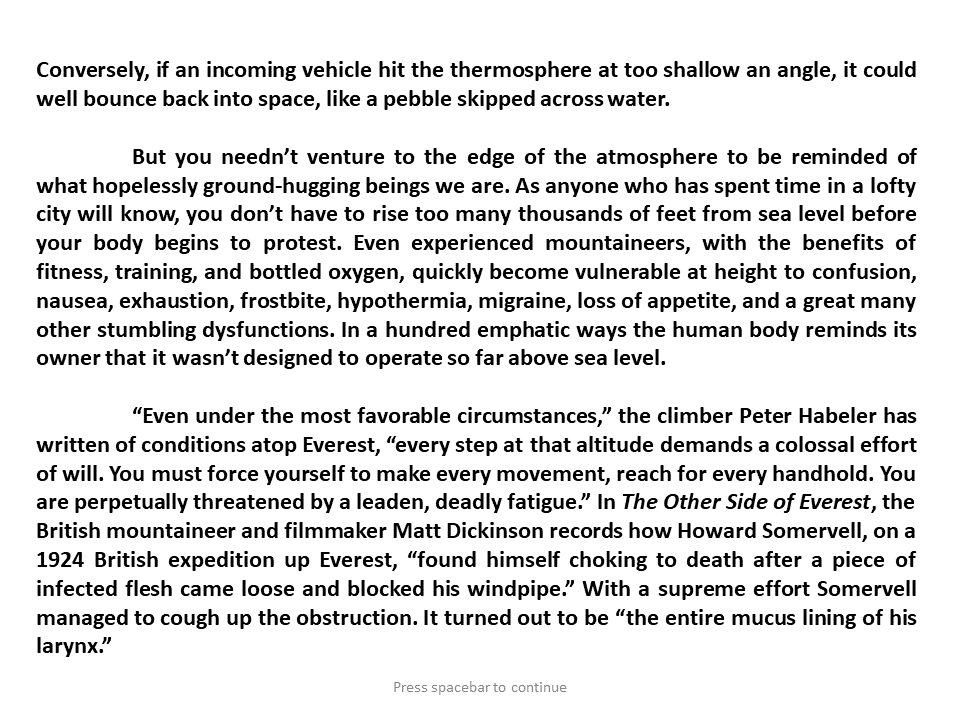 Conversely, if an incoming vehicle hit the thermosphere at too shallow an angle, it could
well bounce back into space, like a pebble skipped across water.
But you needn’t venture to the edge of the atmosphere to be reminded of
what hopelessly ground-hugging beings we are. As anyone who has spent time in a lofty
city will know, you don’t have to rise too many thousands of feet from sea level before
your body begins to protest. Even experienced mountaineers, with the benefits of
fitness, training, and bottled oxygen, quickly become vulnerable at height to confusion,
nausea, exhaustion, frostbite, hypothermia, migraine, loss of appetite, and a great many
other stumbling dysfunctions. In a hundred emphatic ways the human body reminds its
owner that it wasn’t designed to operate so far above sea level.
“Even under the most favorable circumstances,” the climber Peter Habeler has
written of conditions atop Everest, “every step at that altitude demands a colossal effort
of will. You must force yourself to make every movement, reach for every handhold. You
are perpetually threatened by a leaden, deadly fatigue.” In The Other Side of Everest, the
British mountaineer and filmmaker Matt Dickinson records how Howard Somervell, on a
1924 British expedition up Everest, “found himself choking to death after a piece of
infected flesh came loose and blocked his windpipe.” With a supreme effort Somervell
managed to cough up the obstruction. It turned out to be “the entire mucus lining of his
larynx.”
Press spacebar to continue